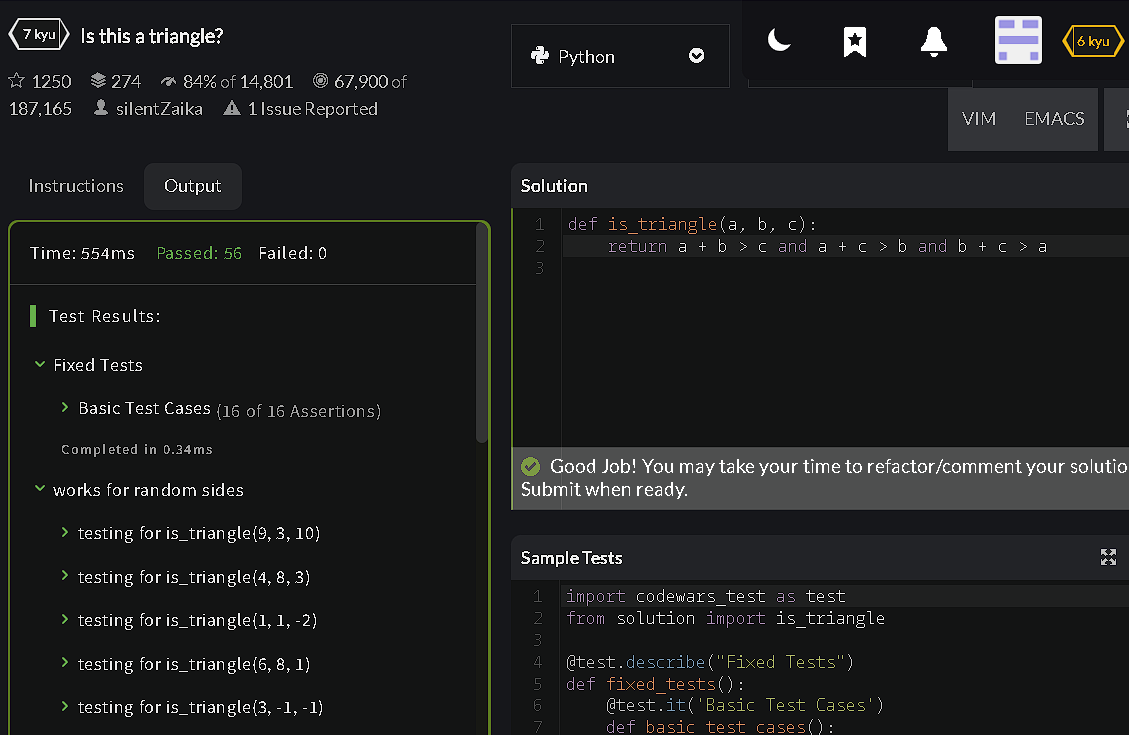 7 kyu Is this a triangle?
1250 274 84% of 14,801 67,900 of
187,165 silentZaika 1 Issue Reported
Python
6 kyu
VIM EMACS
Instructions Output
Time: 554ms Passed: 56 Failed: 0
Test Results:
Fixed Tests
Basic Test Cases (16 of 16 Assertions)
Completed in 0.34ms
works for random sides
testing for is_triangle(9, 3, 10)
testing for is_triangle(4, 8, 3)
testing for is_triangle(1, 1, -2)
testing for is_triangle(6, 8, 1)
testing for is_triangle(3, -1, -1)
Solution
1 def is_triangle(a, b, c):
2 return a + b > c and a + c > b and b + c > a
3
Good Job! You may take your time to refactor/comment your solutio
Submit when ready.
Sample Tests
1 import codewars_test as test
2 from solution import is_triangle
3
4 @test.describe("Fixed Tests")
5 def fixed_tests():
6 @test.it('Basic Test Cases')
7 def basic_test_cases():